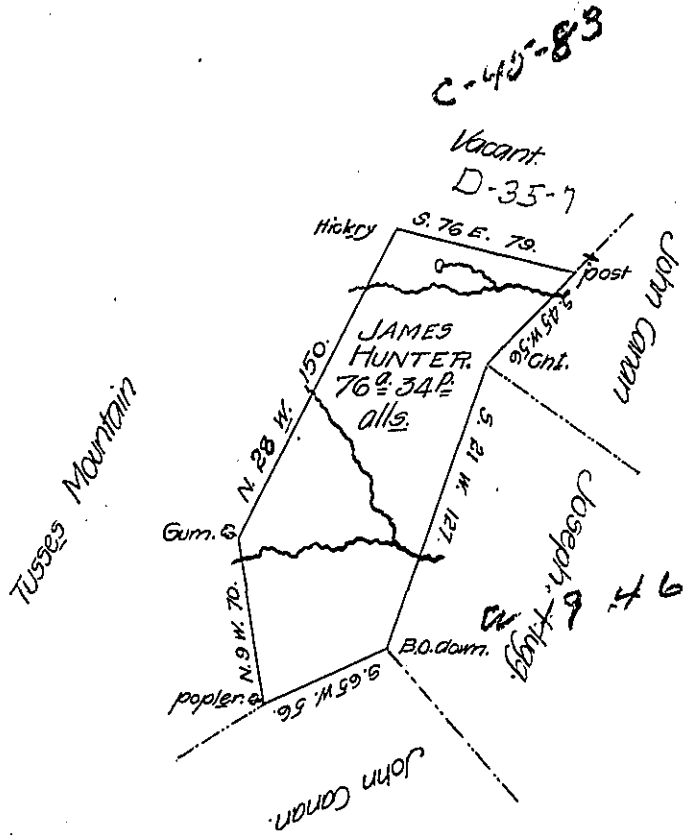 C-45-83
Vacant.
D-35-7
Hickry
S. 76 E. 79.
post
John Canan
S. 45 W. 56
Cnt.
JAMES
HUNTER.
76 a. 34 P.
alls.
N. 28 W. 150.
S. 21 W. 127.
Tusses Mountain
Gum.
Joseph Hugg.
9 46
N. 9 W. 70.
B.O. down.
S. 65 W. 56.
popler.
John Canan.